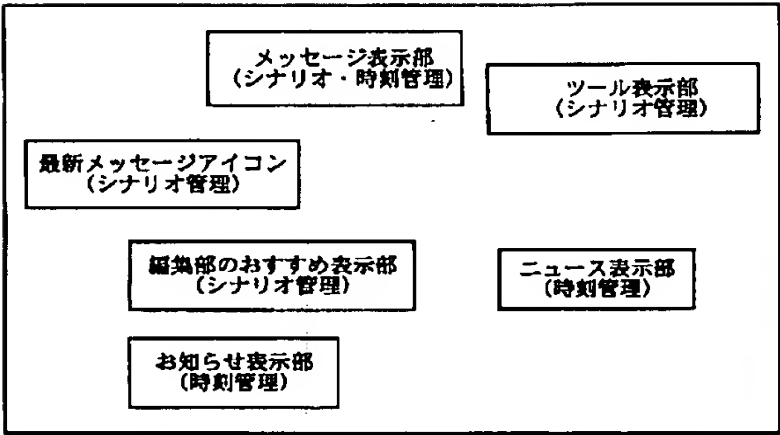 メッセージ表示部
(シナリオ・時刻管理)
ツール表示部
(シナリオ管理)
最新メッセージアイコン
(シナリオ管理)
編集部のおすすめ表示部
(シナリオ管理)
ニュース表示部
(時刻管理)
お知らせ表示部
(時刻管理)